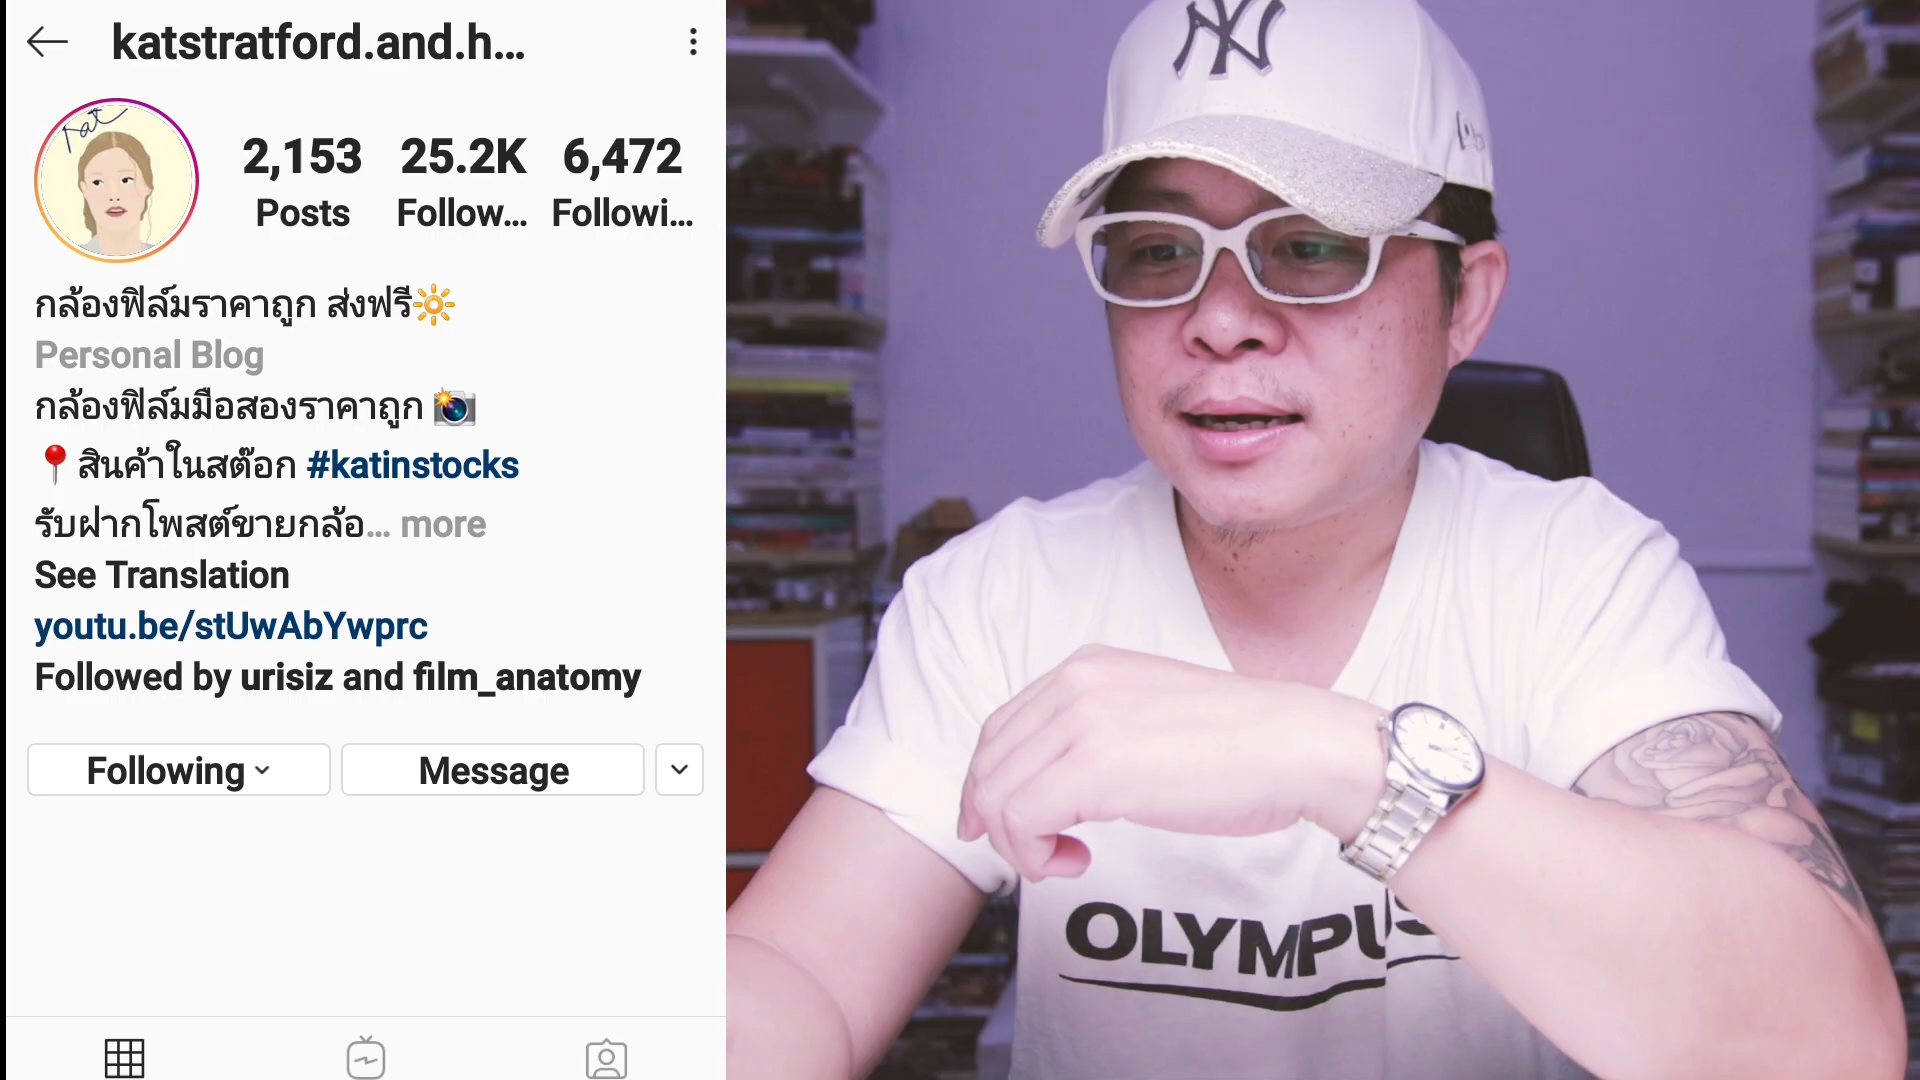 katstratford.and.h...
Kat
2,153 25.2K 6,472
Posts Follow... Followi...
กล้องฟิล์มราคาถูก ส่งฟรี🔆
Personal Blog
กล้องฟิล์มมือสองราคาถูก 📸
📍สินค้าในสต๊อก #katinstocks
รับฝากโพสต์ขายกล้อ... more
See Translation
youtu.be/stUwAbYwprc
Followed by urisiz and film_anatomy
Following Message
NY
OLYMPUS